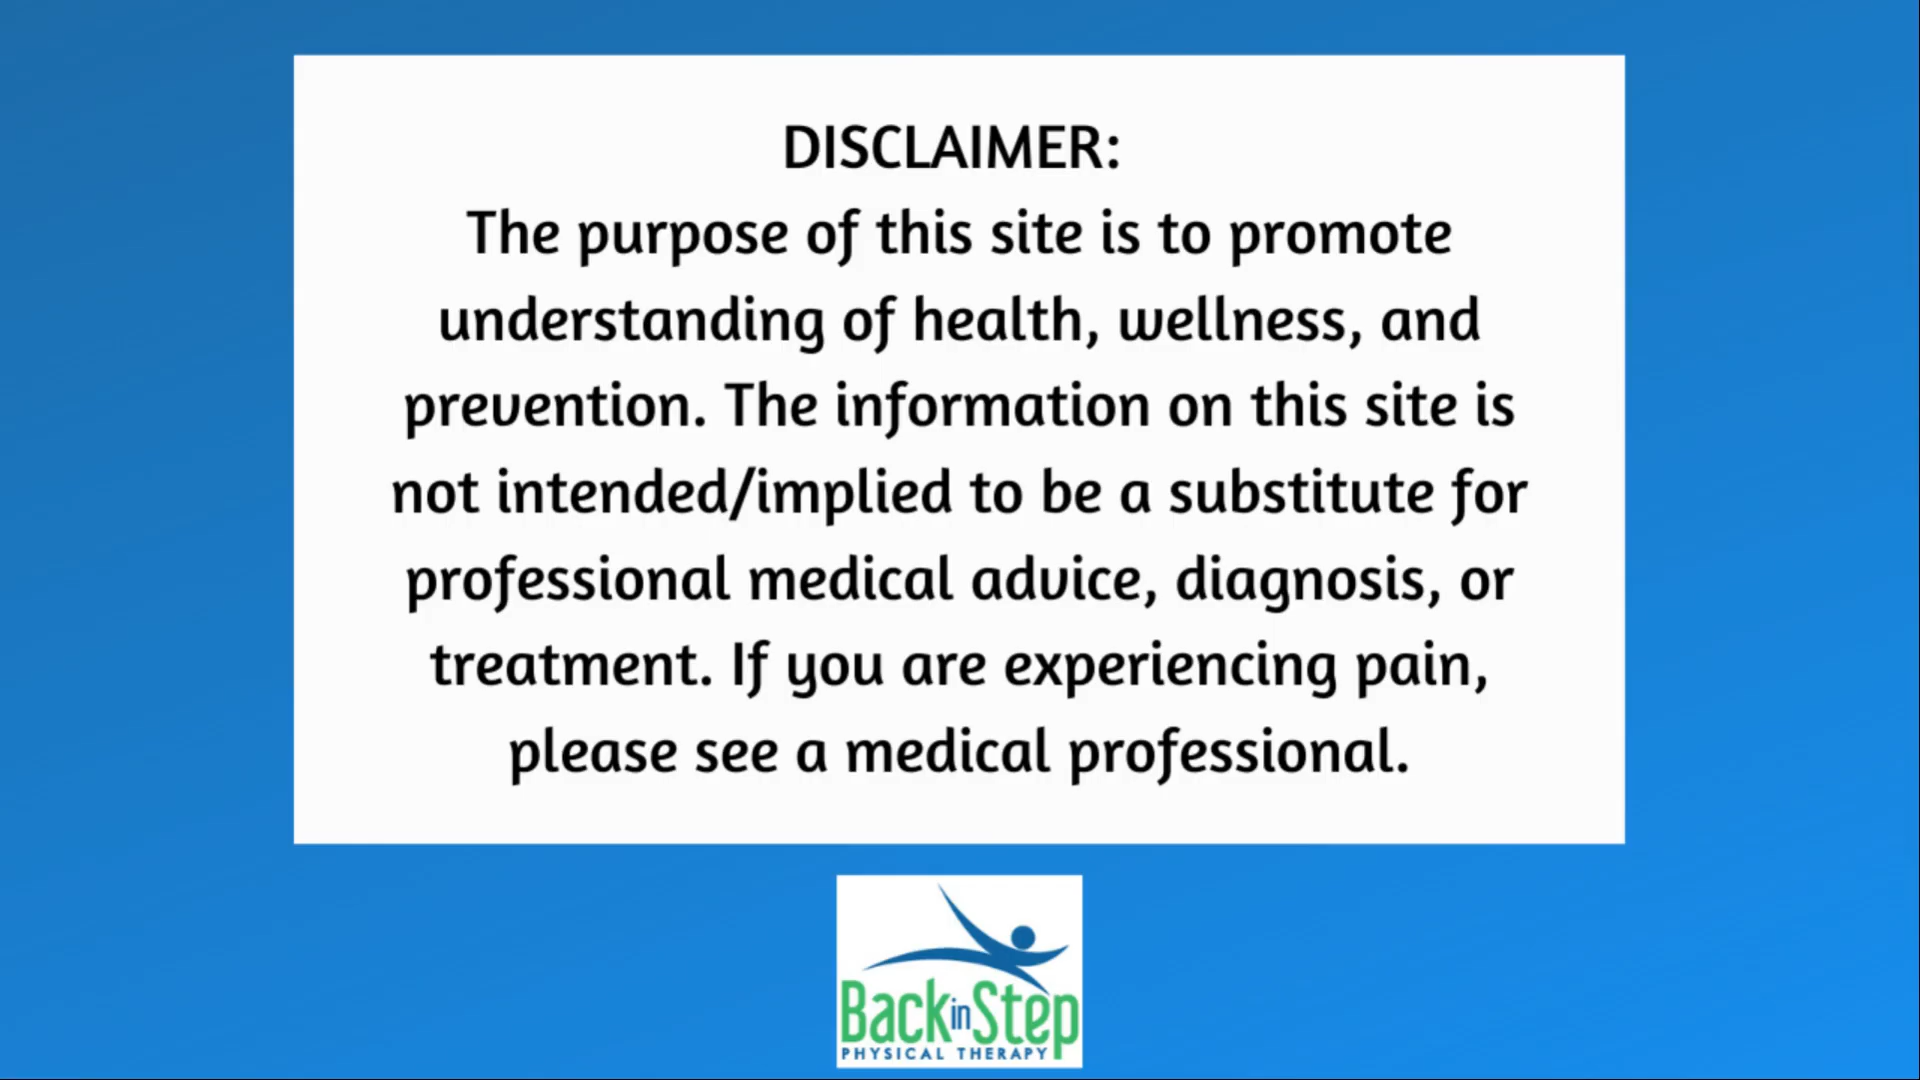 DISCLAIMER:
The purpose of this site is to promote
understanding of health, wellness, and
prevention. The information on this site is
not intended/implied to be a substitute for
professional medical advice, diagnosis, or
treatment. If you are experiencing pain,
please see a medical professional.
Back in Step
PHYSICAL THERAPY